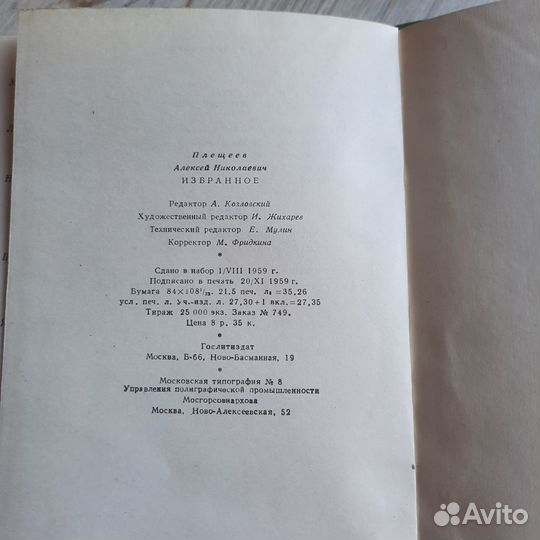 Плещеев
Алексей Николаевич
ИЗБРАННОЕ
Редактор А. Козловский
Художественный редактор И. Жихарев
Технический редактор Е. Мулин
Корректор М. Фридкина
*
Сдано в набор 1/VIII 1959 г.
Подписано в печать 20/XI 1959 г.
Бумага 84×108¹/₃₂. 21,5 печ. л. =35,26
усл. печ. л. Уч.-изд. л. 27,30+1 вкл.=27,35
Тираж 25 000 экз. Заказ № 749.
Цена 8 р. 35 к.
*
Гослитиздат
Москва, Б-66, Ново-Басманная, 19
*
Московская типография № 8
Управления полиграфической промышленности
Мосгорсовнархоза
Москва, Ново-Алексеевская, 52
Avito